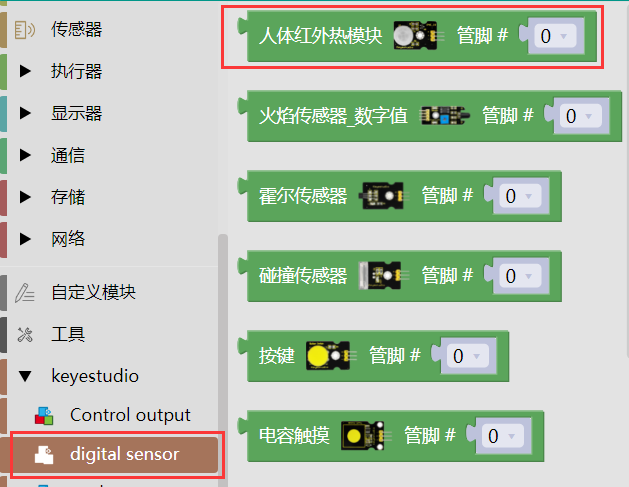 传感器
执行器
显示器
通信
存储
网络
自定义模块
工具
keyestudio
Control output
digital sensor
人体红外热模块 管脚 # 0
火焰传感器_数字值 管脚 # 0
霍尔传感器 管脚 # 0
碰撞传感器 管脚 # 0
按键 管脚 # 0
电容触摸 管脚 # 0